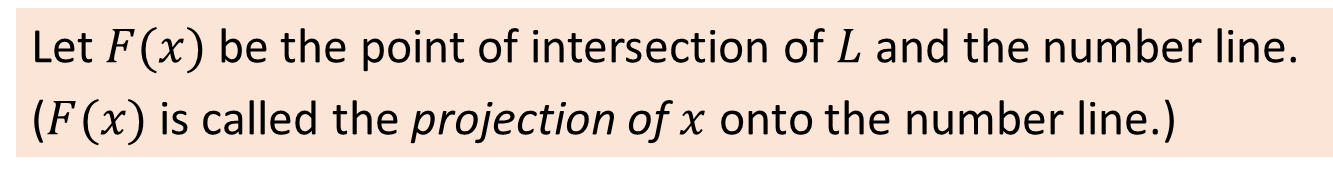 Let F(x) be the point of intersection of L and the number line.
(F(x) is called the projection of x onto the number line.)